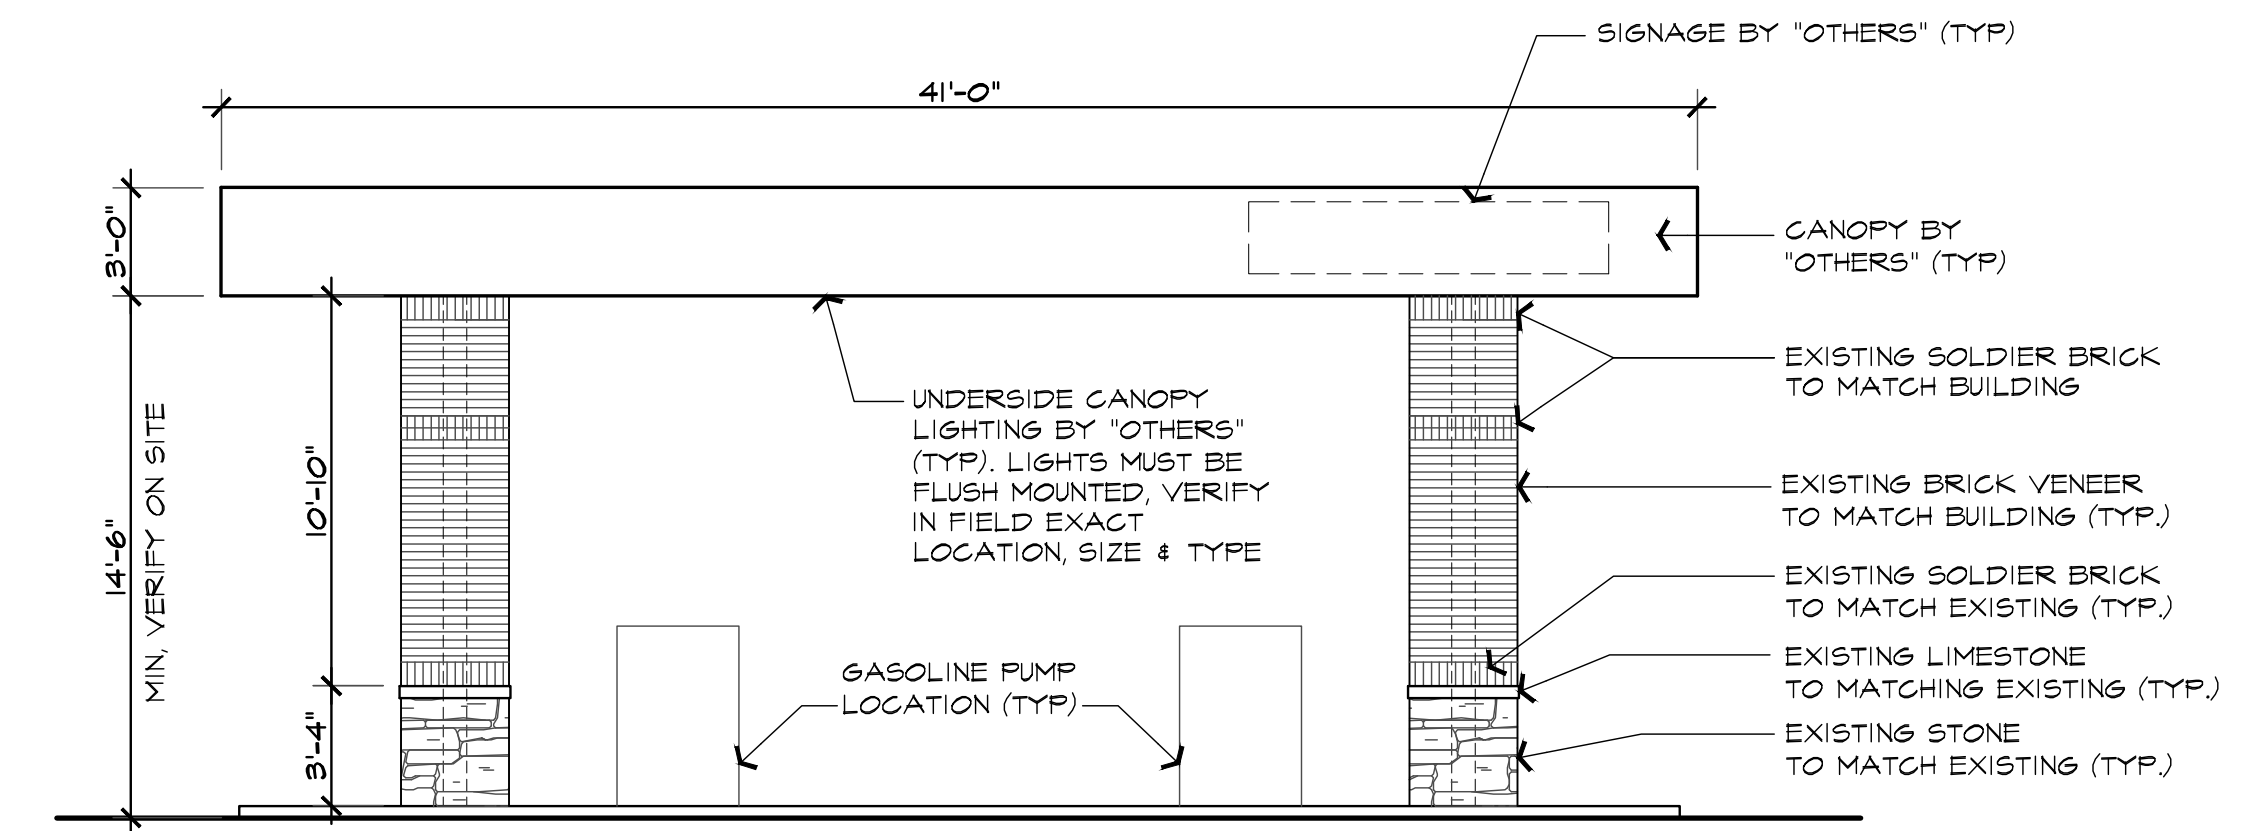 SIGNAGE BY "OTHERS" (TYP)
41'-0"
3'-0"
CANOPY BY
"OTHERS" (TYP)
EXISTING SOLDIER BRICK
TO MATCH BUILDING
UNDERSIDE CANOPY
LIGHTING BY "OTHERS"
(TYP). LIGHTS MUST BE
FLUSH MOUNTED, VERIFY
IN FIELD EXACT
LOCATION, SIZE & TYPE
14'-6"
MIN, VERIFY ON SITE
10'-10"
EXISTING BRICK VENEER
TO MATCH BUILDING (TYP.)
EXISTING SOLDIER BRICK
TO MATCH EXISTING (TYP.)
GASOLINE PUMP
LOCATION (TYP)
EXISTING LIMESTONE
TO MATCHING EXISTING (TYP.)
3'-4"
EXISTING STONE
TO MATCH EXISTING (TYP.)